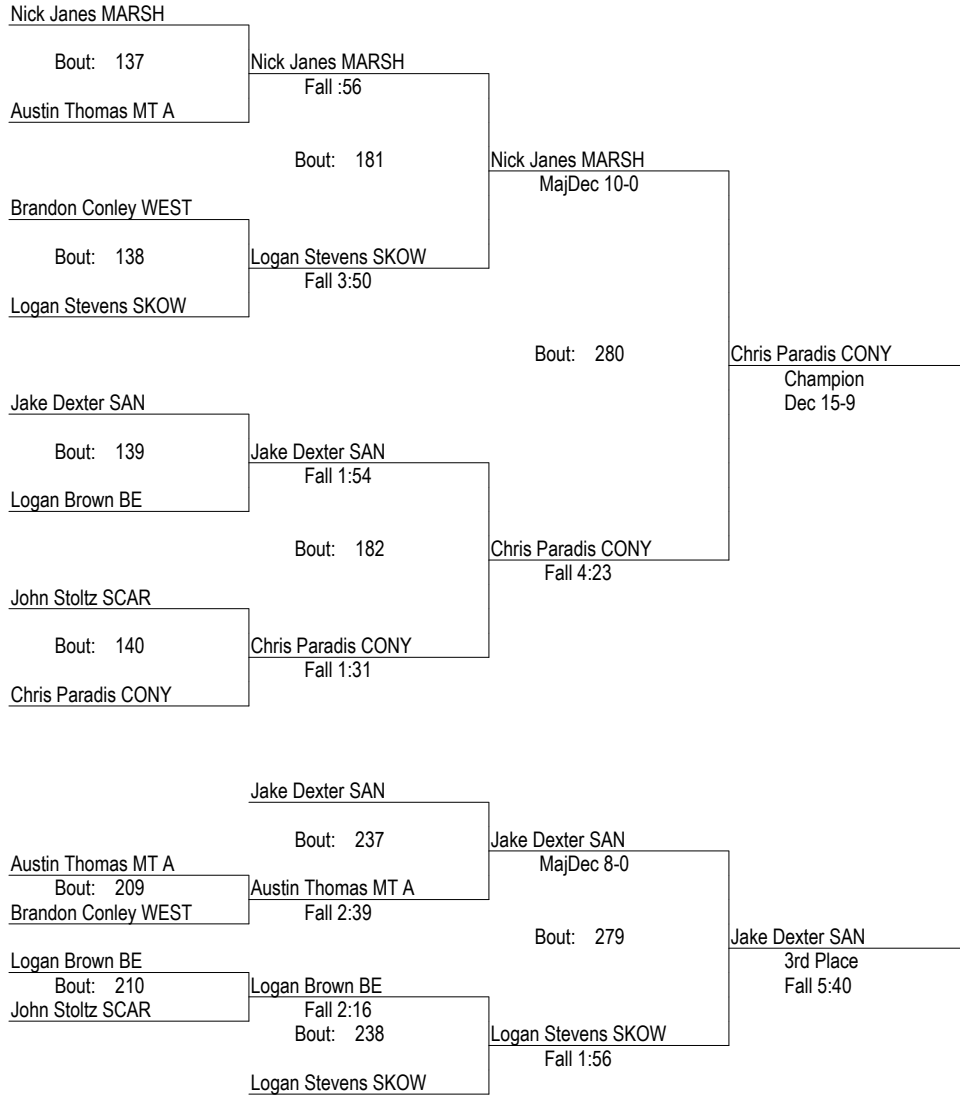 Nick Janes MARSH
Bout: 137
Nick Janes MARSH
Fall :56
Austin Thomas MT A
Bout: 181
Nick Janes MARSH
MajDec 10-0
Brandon Conley WEST
Bout: 138
Logan Stevens SKOW
Fall 3:50
Logan Stevens SKOW
Bout: 280
Chris Paradis CONY
Champion
Dec 15-9
Jake Dexter SAN
Bout: 139
Jake Dexter SAN
Fall 1:54
Logan Brown BE
Bout: 182
Chris Paradis CONY
Fall 4:23
John Stoltz SCAR
Bout: 140
Chris Paradis CONY
Fall 1:31
Chris Paradis CONY
Jake Dexter SAN
Bout: 237
Jake Dexter SAN
MajDec 8-0
Austin Thomas MT A
Bout: 209
Austin Thomas MT A
Brandon Conley WEST
Fall 2:39
Bout: 279
Jake Dexter SAN
3rd Place
Fall 5:40
Logan Brown BE
Bout: 210
Logan Brown BE
John Stoltz SCAR
Fall 2:16
Bout: 238
Logan Stevens SKOW
Fall 1:56
Logan Stevens SKOW